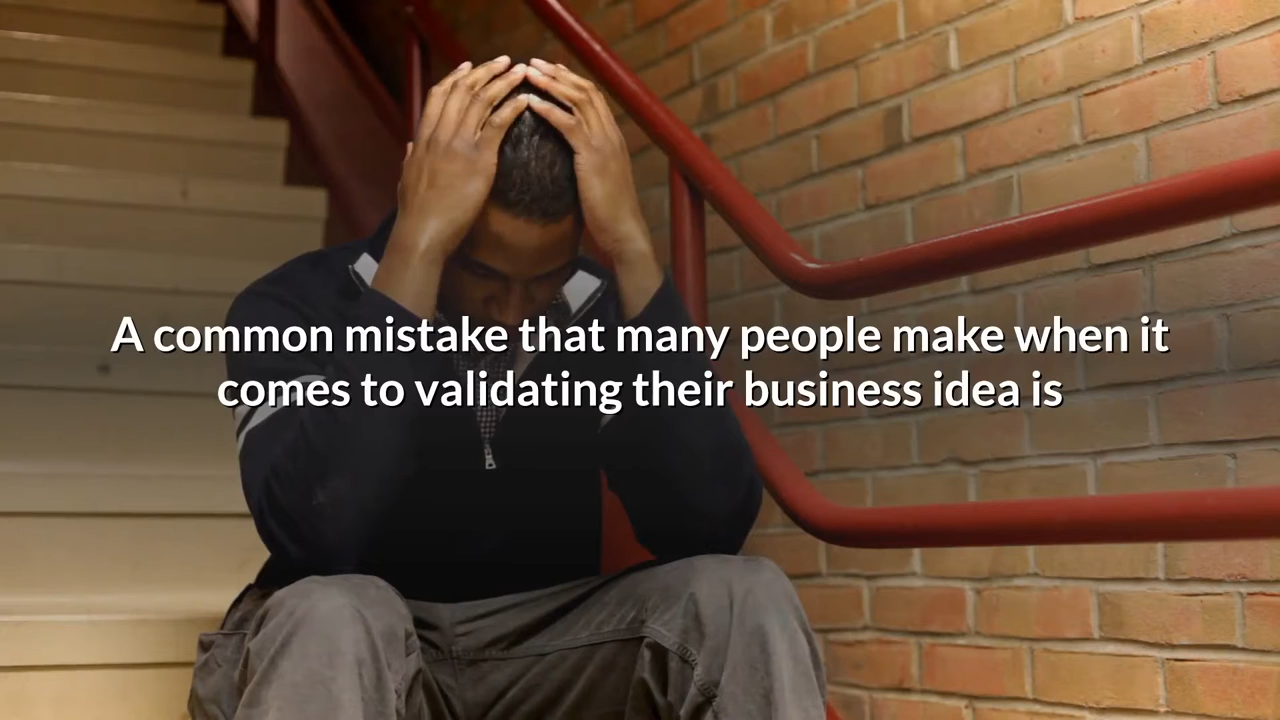 A common mistake that many people make when it
comes to validating their business idea is